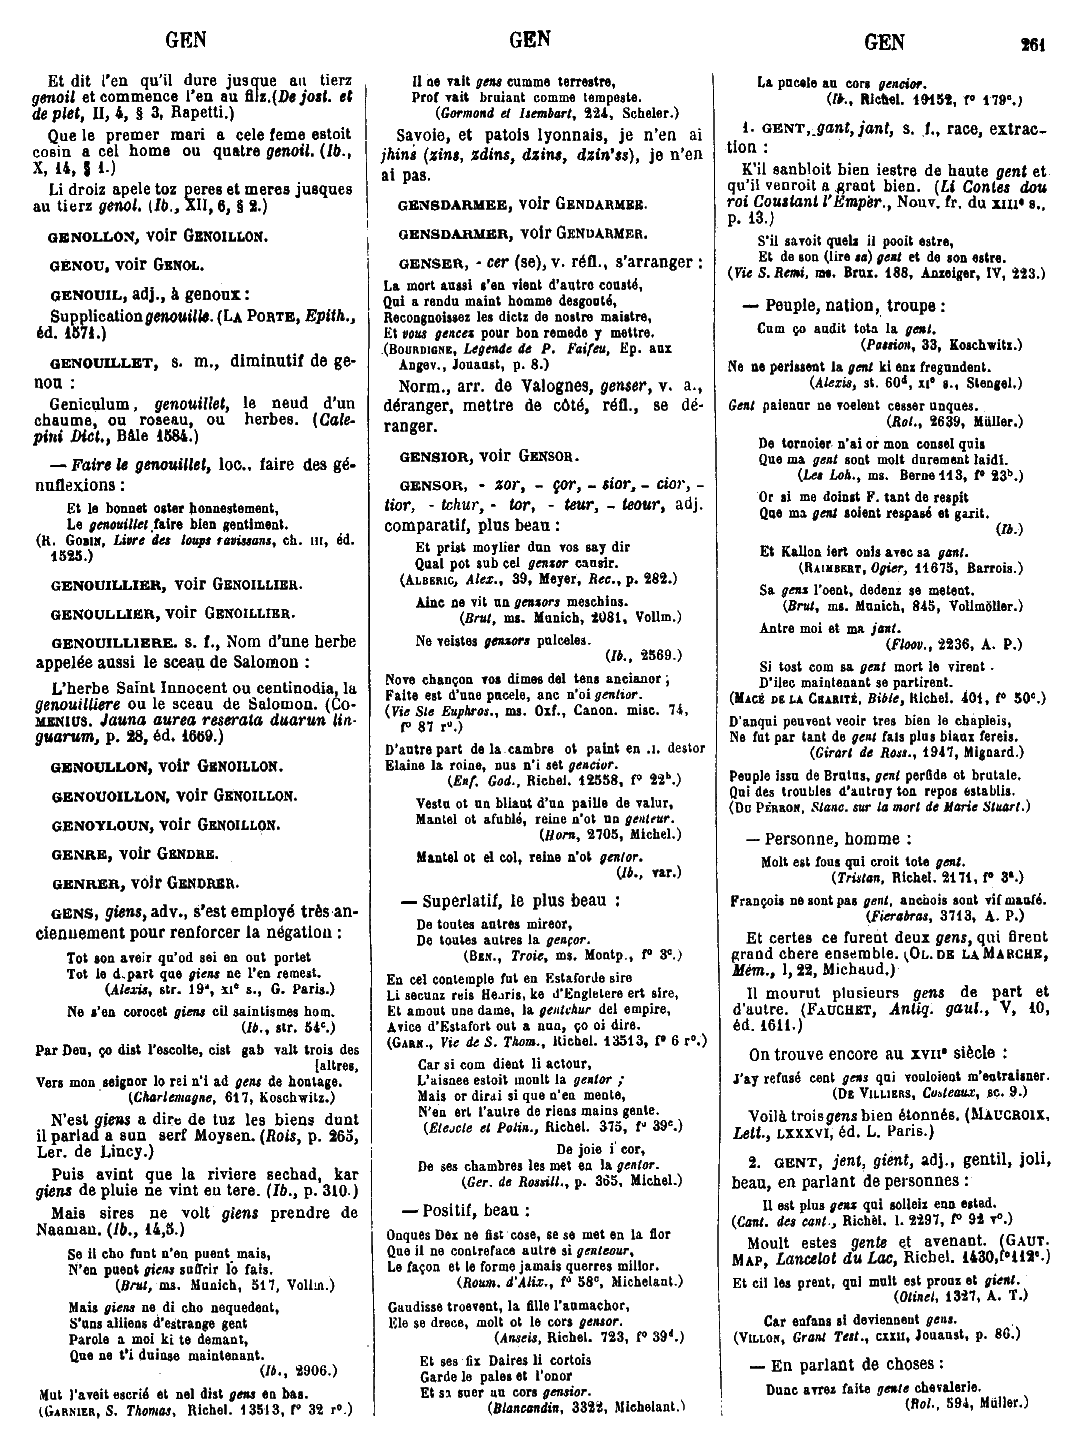 GEN
GEN
GEN
261
Et dit l'en qu'il dure jusque au tierz
genoil et commence l'en au filz.(De jost. et
de plet, II, 4, § 3, Rapetti.)
Que le premer mari a cele feme estoit
cosin a cel home ou quatre genoil. (Ib.,
X, 14, § 1.)
Li droiz apele toz peres et meres jusques
au tierz genol. (Ib., XII, 6, § 2.)
GENOLLON, voir GENOILLON.
GENOU, voir GENOL.
GENOUIL, adj., à genoux :
Supplication genouille. (LA PORTE, Epith.,
éd. 1571.)
GENOUILLET, s. m., diminutif de ge-
nou :
Geniculum, genouillet, le neud d'un
chaume, ou roseau, ou herbes. (Cale-
pini Dict., Bâle 1584.)
— Faire le genouillet, loc., faire des gé-
nuflexions :
Et le bonnet oster honnestement,
Le genouillet faire bien gentiment.
(R. GOBIN, Livre des loups ravissans, ch. III, éd.
1525.)
GENOUILLIER, voir GENOILLIER.
GENOULLIER, voir GENOILLIER.
GENOUILLIERE. s. f., Nom d'une herbe
appelée aussi le sceau de Salomon :
L'herbe Saint Innocent ou centinodia, la
genouilliere ou le sceau de Salomon. (CO-
MENIUS. Jauna aurea reserata duarun lin-
guarum, p. 28, éd. 1669.)
GENOULLON, voir GENOILLON.
GENOUOILLON, voir GENOILLON.
GENOYLOUN, voir GENOILLON.
GENRE, voir GENDRE.
GENRER, voir GENDRER.
GENS, giens, adv., s'est employé très an-
ciennement pour renforcer la négation :
Tot son aveir qu'od sei en out portet
Tot le depart que giens ne l'en remest.
(Alexis, str. 19ᵃ, XIᵉ s., G. Paris.)
Ne s'en corocet giens cil saintismes hom.
(Ib., str. 54ᵉ.)
Par Deu, ço dist l'escolte, cist gab valt trois des
[altres,
Vers mon seignor lo rei n'i ad gens de hontage.
(Charlemagne, 617, Koschwitz.)
N'est giens a dire de tuz les biens dunt
il parlad a sun serf Moysen. (Rois, p. 265,
Ler. de Lincy.)
Puis avint que la riviere sechad, kar
giens de pluie ne vint en tere. (Ib., p. 310.)
Mais sires ne volt giens prendre de
Naaman. (Ib., 14,5.)
Se il cho funt n'en puent mais,
N'en puent giens suffrir lo fais.
(Brut, ms. Munich, 517, Vollm.)
Mais giens ne di cho nequedent,
S'uns aliiens d'estrange gent
Parole a moi ki te demant,
Que ne t'i duinse maintenant.
(Ib., 2906.)
Mut l'aveit escrié et nel dist gens en bas.
(GARNIER, S. Thomas, Richel. 13513, fᵒ 32 rᵒ.)
Il ne vait gens cumme terrestre,
Prof vait bruiant comme tempeste.
(Gormond et Isembart, 224, Scheler.)
Savoie, et patois lyonnais, je n'en ai
jhins (zins, zdins, dzins, dzin'ss), je n'en
ai pas.
GENSDARMEE, voir GENDARMEE.
GENSDARMER, voir GENDARMER.
GENSER, - cer (se), v. réfl., s'arranger :
La mort aussi s'en vient d'autro cousté,
Qui a rendu maint homme desgouté,
Recongnoissez les dictz de nostre maistre,
Et vous gencez pour bon remede y mettre.
(BOURDIGNE, Legende de P. Faifeu, Ep. aux
Angev., Jouaust, p. 8.)
Norm., arr. de Valognes, genser, v. a.,
déranger, mettre de côté, réfl., se dé-
ranger.
GENSIOR, voir GENSOR.
GENSOR, - zor, - çor, - sior, - cior, -
tior, - tchur, - tor, - teur, - teour, adj.
comparatif, plus beau :
Et prist moylier dun vos say dir
Qual pot sub cel genzor causir.
(ALBERIC, Alex., 39, Meyer, Rec., p. 282.)
Ainc ne vit un genzors meschins.
(Brut, ms. Munich, 2081, Vollm.)
Ne veistes genzors pulceles.
(Ib., 2569.)
Nove chançon vos dimes del tens ancianor ;
Faite est d'une pucele, anc n'oi gentior.
(Vie Ste Euphros., ms. Oxf., Canon. misc. 74,
fᵒ 87 rᵒ.)
D'autre part de la cambre ot paint en .I. destor
Elaine la roine, nus n'i set gencior.
(Enf. God., Richel. 12558, fᵒ 22ᵇ.)
Vestu ot un bliaut d'un paille de valur,
Mantel ot afublé, reine n'ot un genteur.
(Horn, 2705, Michel.)
Mantel ot el col, reine n'ot gentor.
(Ib., var.)
— Superlatif, le plus beau :
De toutes autres mireor,
De toutes autres la gençor.
(BEN., Troie, ms. Montp., fᵒ 3ᶜ.)
En cel contemple fut en Estaforde sire
Li secunz reis Henris, ke d'Engletere ert sire,
Et amout une dame, la gentchur del empire,
Avice d'Estafort out a nun, ço oi dire.
(GARN., Vie de S. Thom., Richel. 13513, fᵒ 6 rᵒ.)
Car si com dient li actour,
L'aisnee estoit moult la gentor ;
Mais or dirai si que n'en mente,
N'en ert l'autre de riens mains gente.
(Eteocle et Polin., Richel. 375, fᵒ 39ᶜ.)
De joie i cor,
De ses chambres les met en la gentor.
(Ger. de Rossill., p. 365, Michel.)
— Positif, beau :
Onques Dex ne fist cose, se se met en la flor
Que il ne contreface autre si genteour,
Le façon et le forme jamais querres millor.
(Roum. d'Alix., fᵒ 58ᶜ, Michelant.)
Gaudisse troevent, la fille l'aumachor,
Ele se drece, molt ot le cors gensor.
(Anseis, Richel. 723, fᵒ 39ᵈ.)
Et ses fix Daires li cortois
Garde le pales et l'onor
Et sa suer au cors gensior.
(Blancandin, 3322, Michelant.)
La pucele au cors gencior.
(Ib., Richel. 19152, fᵒ 179ᶜ.)
1. GENT, gant, jant, s. f., race, extrac-
tion :
K'il sanbloit bien iestre de haute gent et
qu'il venroit a grant bien. (Li Contes dou
roi Coustant l'Emper., Nouv. fr. du XIIIᵉ s.,
p. 13.)
S'il savoit quels il pooit estre,
Et de son (lire sa) gent et de son estre.
(Vie S. Remi, ms. Brux. 188, Anzeiger, IV, 223.)
— Peuple, nation, troupe :
Cum ço audit tota la gent.
(Passion, 33, Koschwitz.)
Ne ne perissent la gent ki enz fregundent.
(Alexis, st. 60ᵈ, XIᵉ s., Stengel.)
Gent paienur ne voelent cesser unques.
(Rol., 2639, Müller.)
De tornoier n'ai or mon consel quis
Que ma gent sont molt durement laidi.
(Les Loh., ms. Berne 113, fᵒ 23ᵇ.)
Or si me doinst F. tant de respit
Que ma gent soient respasé et garit.
(Ib.)
Et Kallon iert ouls avec sa gant.
(RAIMBERT, Ogier, 11675, Barrois.)
Sa gens l'oent, dedenz se metent.
(Brut, ms. Munich, 845, Vollmöller.)
Antre moi et ma jant.
(Floov., 2236, A. P.)
Si tost com sa gent mort le virent
D'ilec maintenant se partirent.
(MACÉ DE LA CHARITÉ, Bible, Richel. 401, fᵒ 50ᶜ.)
D'anqui peuvent veoir tres bien le chapleis,
Ne fut par tant de gent fais plus biaux fereis.
(Girart de Ross., 1947, Mignard.)
Peuple issu de Brutus, gent perfide et brutale.
Qui des troubles d'autruy ton repos establis.
(DU PERRON, Stanc. sur la mort de Marie Stuart.)
— Personne, homme :
Molt est fous qui croit tote gent.
(Tristan, Richel. 2171, fᵒ 3ᵃ.)
François ne sont pas gent, anchois sont vif maufé.
(Fierabras, 3713, A. P.)
Et certes ce furent deux gens, qui firent
grand chere ensemble. (OL. DE LA MARCHE,
Mém., I, 22, Michaud.)
Il mourut plusieurs gens de part et
d'autre. (FAUCHET, Antiq. gaul., V, 10,
éd. 1611.)
On trouve encore au XVIIᵉ siècle :
J'ay refusé cent gens qui vouloient m'entraisner.
(DE VILLIERS, Costeaux, sc. 9.)
Voilà trois gens bien étonnés. (MAUCROIX,
Lett., LXXXVI, éd. L. Paris.)
2. GENT, jent, gient, adj., gentil, joli,
beau, en parlant de personnes :
Il est plus genz qui solleiz enn ested.
(Cant. des cant., Richel. l. 2297, fᵒ 92 vᵒ.)
Moult estes gente et avenant. (GAUT.
MAP, Lancelot du Lac, Richel. 1430, fᵒ 112ᵉ.)
Et cil les prent, qui mult est prouz et gient.
(Otinel, 1327, A. T.)
Car enfans si deviennent gens.
(VILLON, Grant Test., CXXII, Jouaust, p. 86.)
— En parlant de choses :
Dunc avrez faite gente chevalerie.
(Rol., 594, Müller.)